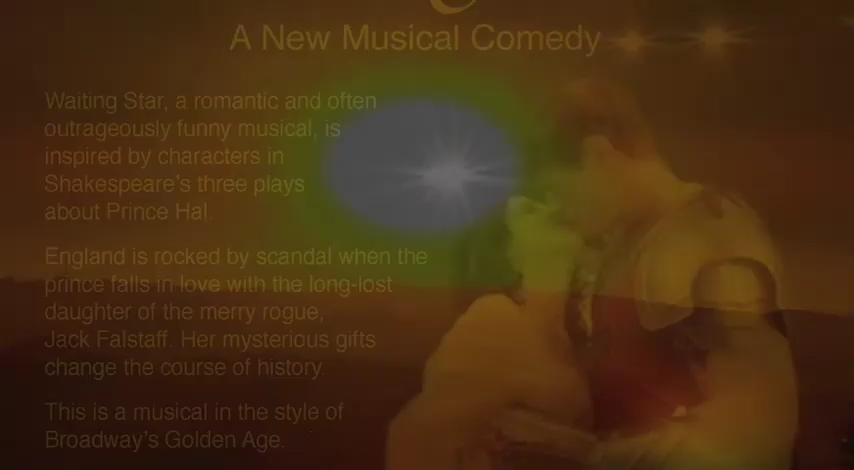 A New Musical Comedy
Waiting Star, a romantic and often
outrageously funny musical, is
inspired by characters in
Shakespeare's three plays
about Prince Hal.
England is rocked by scandal when the
prince falls in love with the long-lost
daughter of the merry rogue,
Jack Falstaff. Her mysterious gifts
change the course of history.
This is a musical in the style of
Broadway's Golden Age.